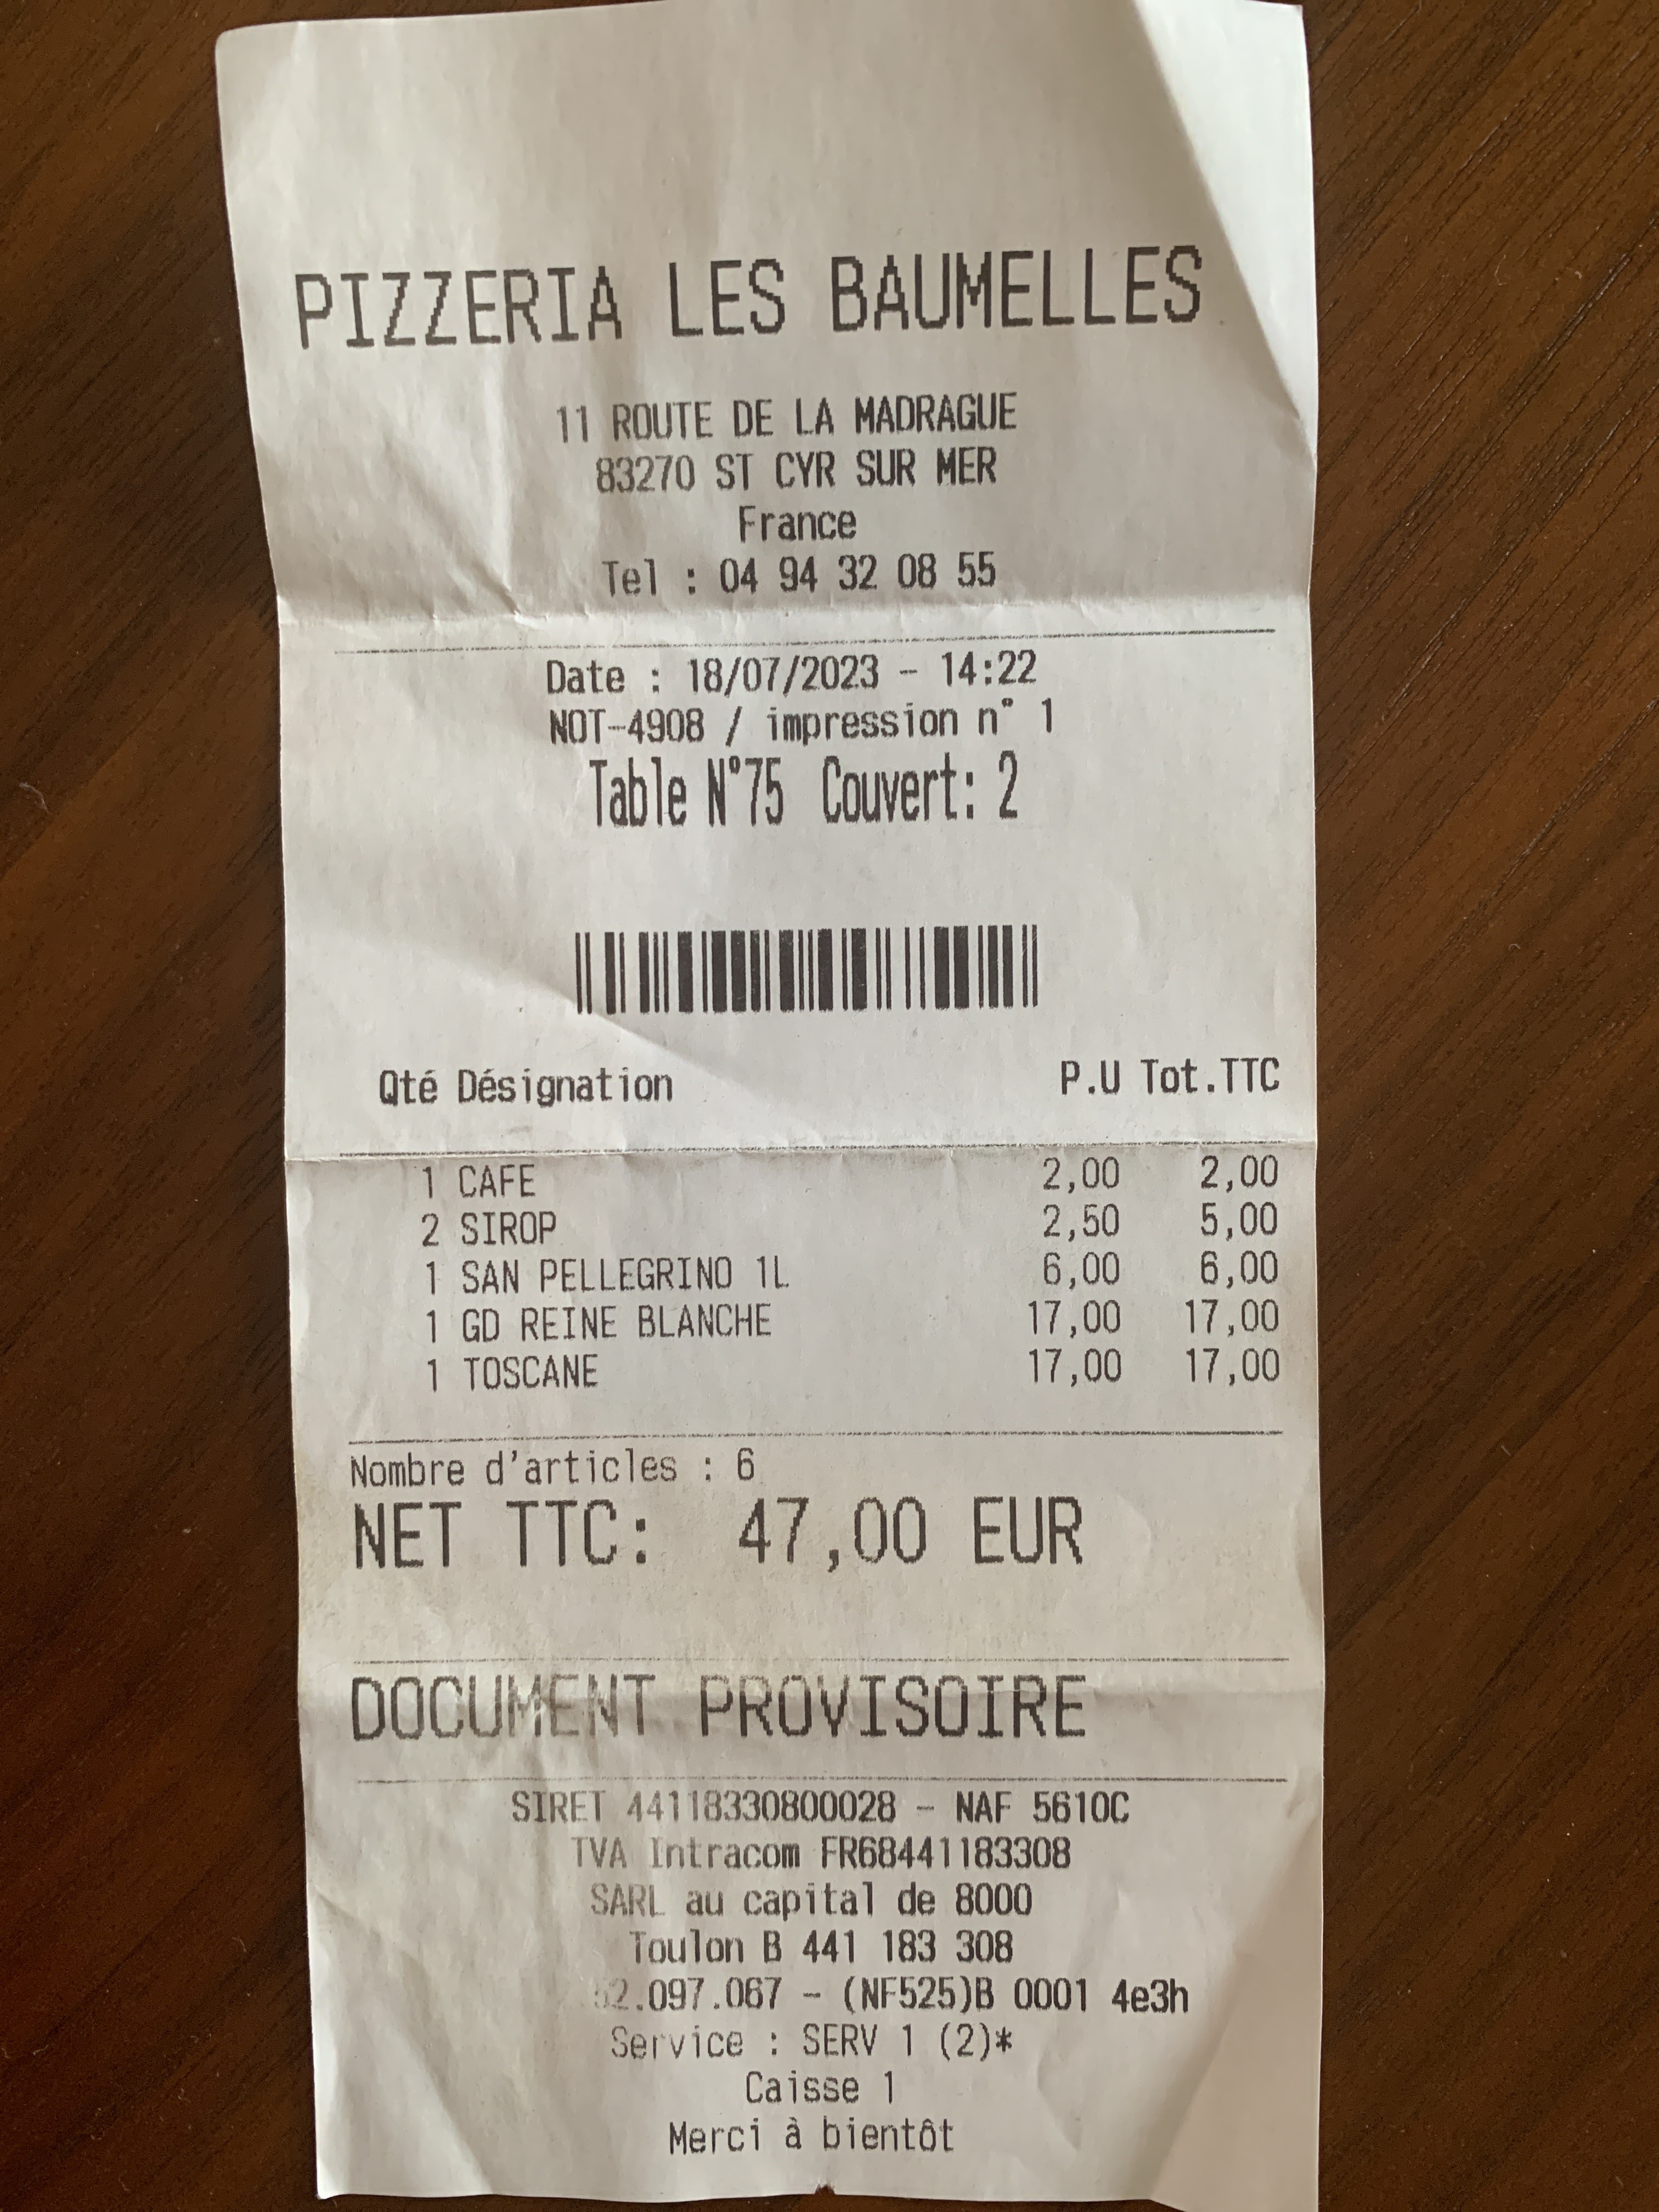 PIZZERIA LES BAUMELLES
11 ROUTE DE LA MADRAGUE
83270 ST CYR SUR MER
France
Tel : 04 94 32 08 55
Date : 18/07/2023 - 14:22
NOT-4908 / impression n° 1
Table N°75 Couvert: 2
Qté Désignation P.U Tot.TTC
1 CAFE 2,00 2,00
2 SIROP 2,50 5,00
1 SAN PELLEGRINO 1L 6,00 6,00
1 GD REINE BLANCHE 17,00 17,00
1 TOSCANE 17,00 17,00
Nombre d'articles : 6
NET TTC: 47,00 EUR
DOCUMENT PROVISOIRE
SIRET 44118330800028 - NAF 5610C
TVA Intracom FR68441183308
SARL au capital de 8000
Toulon B 441 183 308
- (NF525)B 0001 4e3h
Service : SERV 1 (2)*
Caisse 1
Merci à bientôt